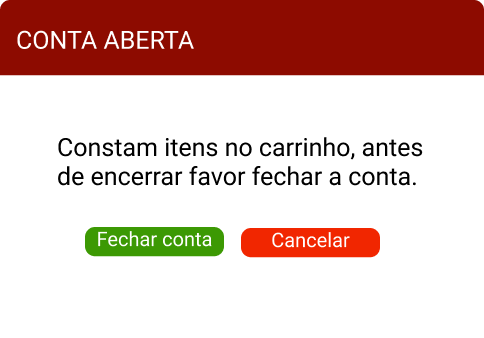 CONTA ABERTA
Constam itens no carrinho, antes
de encerrar favor fechar a conta.
Fechar conta
Cancelar